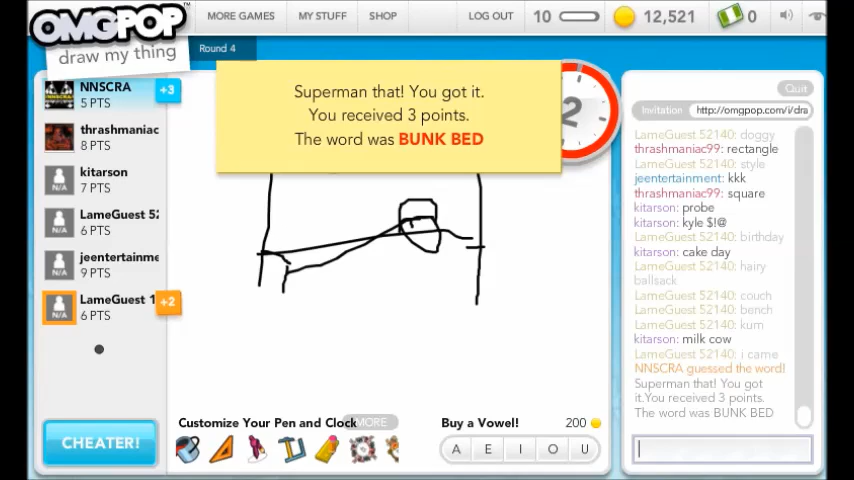 OMGPOP
TM
draw my thing
MORE GAMES
MY STUFF
SHOP
LOG OUT
10
12,521
0
Round 4
NNSCRA
5 PTS
+3
thrashmaniac
8 PTS
N/A
kitarson
7 PTS
N/A
LameGuest 52
6 PTS
N/A
jeentertainme
9 PTS
N/A
LameGuest 1
6 PTS
+2
CHEATER!
Superman that! You got it.
You received 3 points.
The word was BUNK BED
2
Customize Your Pen and Clock
MORE
Buy a Vowel!
200
A E I O U
Quit
Invitation
http://omgpop.com/i/dra
LameGuest 52140: doggy
thrashmaniac99: rectangle
LameGuest 52140: style
jeentertainment: kkk
thrashmaniac99: square
kitarson: probe
kitarson: kyle $!@
LameGuest 52140: birthday
kitarson: cake day
LameGuest 52140: hairy
ballsack
LameGuest 52140: couch
LameGuest 52140: bench
LameGuest 52140: kum
kitarson: milk cow
LameGuest 52140: i came
NNSCRA guessed the word!
Superman that! You got
it.You received 3 points.
The word was BUNK BED